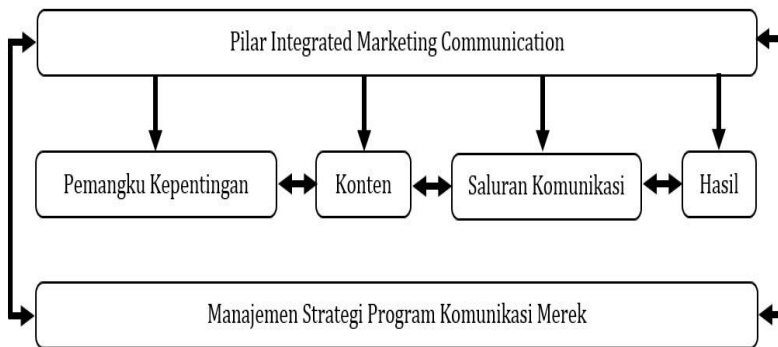 Pilar Integrated Marketing Communication
Pemangku Kepentingan
Konten
Saluran Komunikasi
Hasil
Manajemen Strategi Program Komunikasi Merek